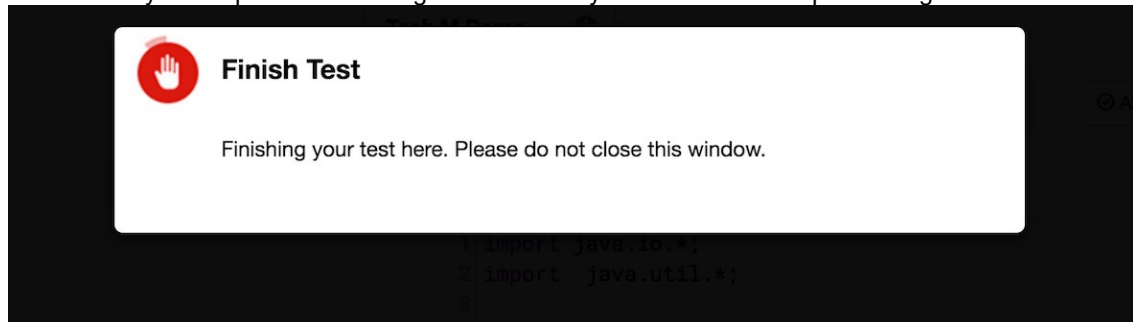 Finish Test
Finishing your test here. Please do not close this window.
1 import java.io.*;
2 import java.util.*;
3